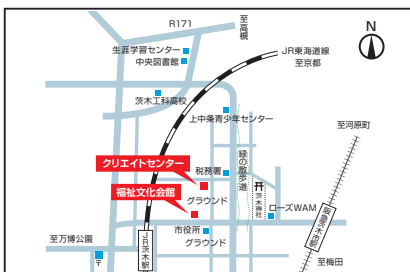 R171
至高槻
N
生涯学習センター
中央図書館
JR東海道線
至京都
茨木工科高校
上中条青少年センター
至河原町
クリエイトセンター
税務署
緑の散歩道
福祉文化会館
グラウンド
茨木神社
ローズWAM
阪急茨木市駅
市役所
至万博公園
グラウンド
JR茨木駅
〒
至梅田